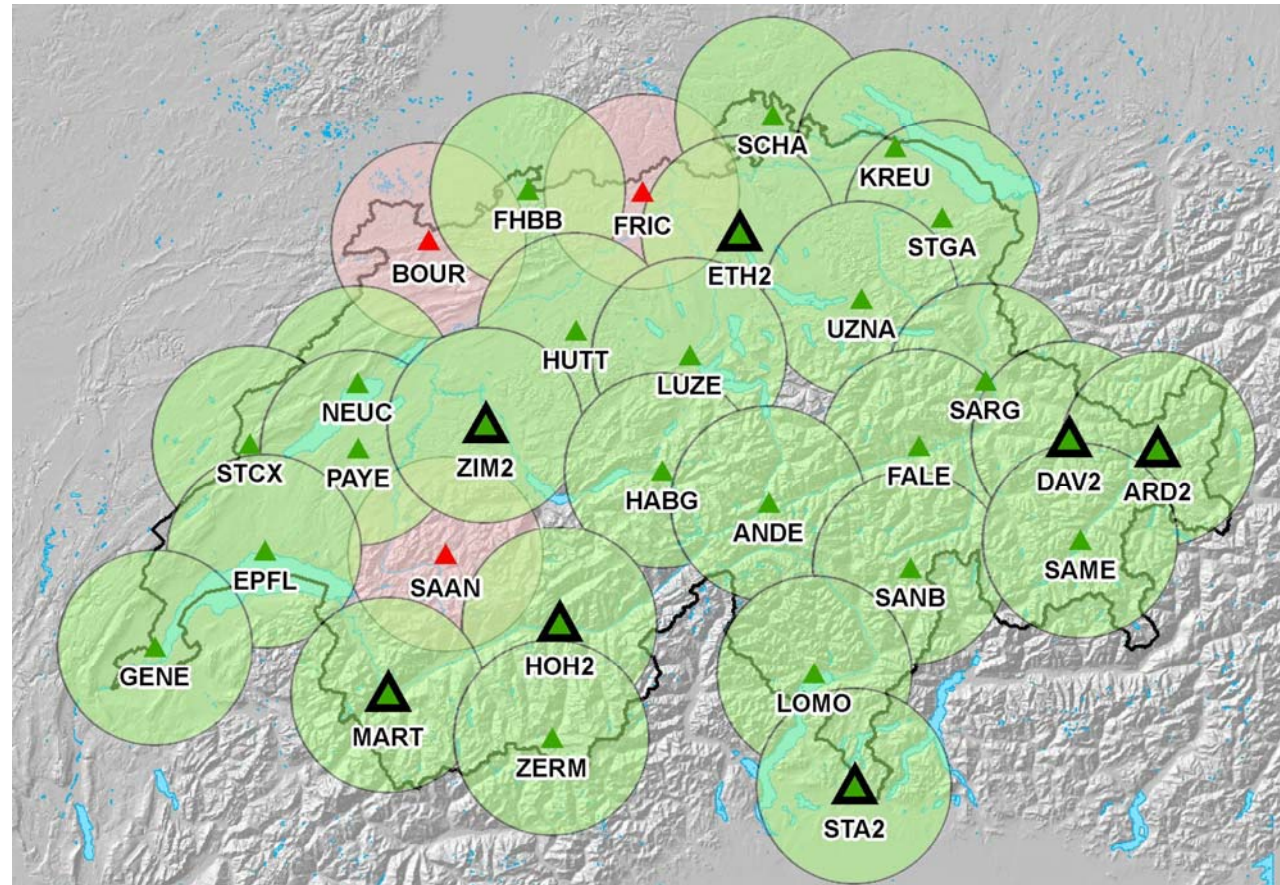 SCHA
KREU
FHBB
FRIC
STGA
BOUR
ETH2
UZNA
HUTT
LUZE
NEUC
SARG
STCX
PAYE
ZIM2
HABG
FALE
DAV2
ARD2
ANDE
EPFL
SAAN
SANB
SAME
GENE
HOH2
LOMO
MART
ZERM
STA2